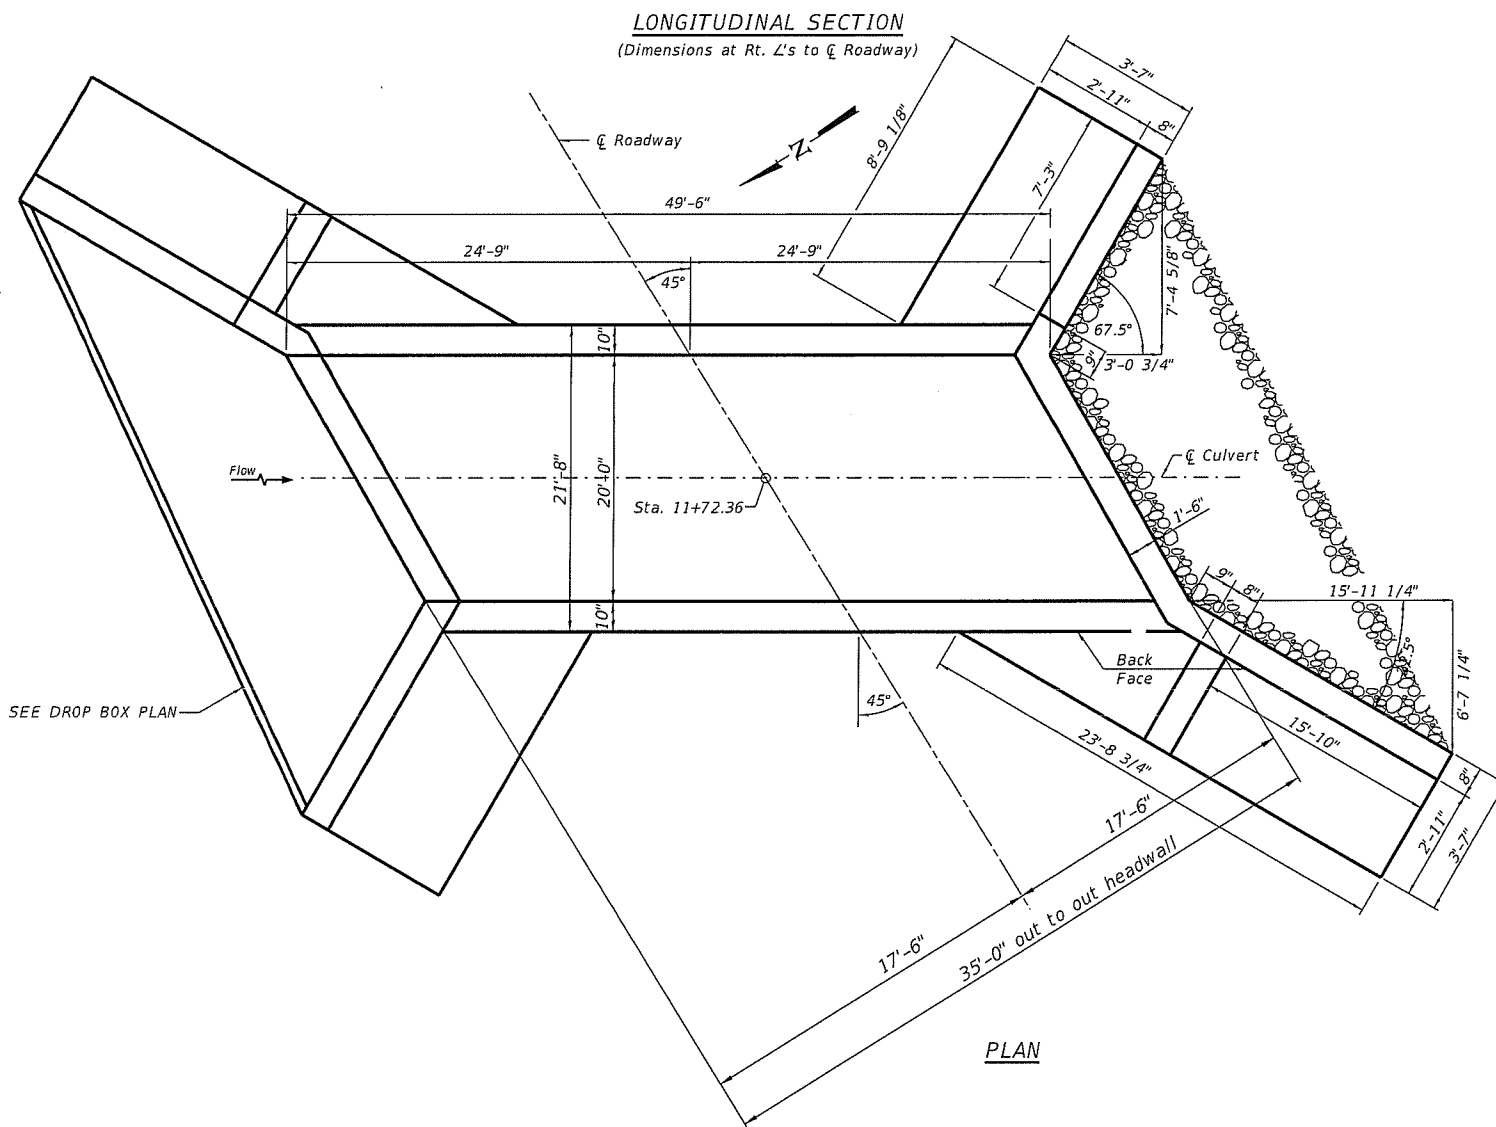 LONGITUDINAL SECTION
(Dimensions at Rt. ∠'s to ℄ Roadway)
3'-7"
2'-11"
8"
8'-9 1/8"
7'-3"
℄ Roadway
N
49'-6"
24'-9"
24'-9"
45°
7'-4 5/8"
67.5°
9"
3'-0 3/4"
10"
Flow
21'-8"
20'-0"
Sta. 11+72.36
℄ Culvert
1'-6"
9"
8"
15'-11 1/4"
10"
Back
Face
6'-7 1/4"
45°
SEE DROP BOX PLAN
15'-10"
23'-8 3/4"
8"
2'-11"
3'-7"
17'-6"
17'-6"
35'-0" out to out headwall
PLAN